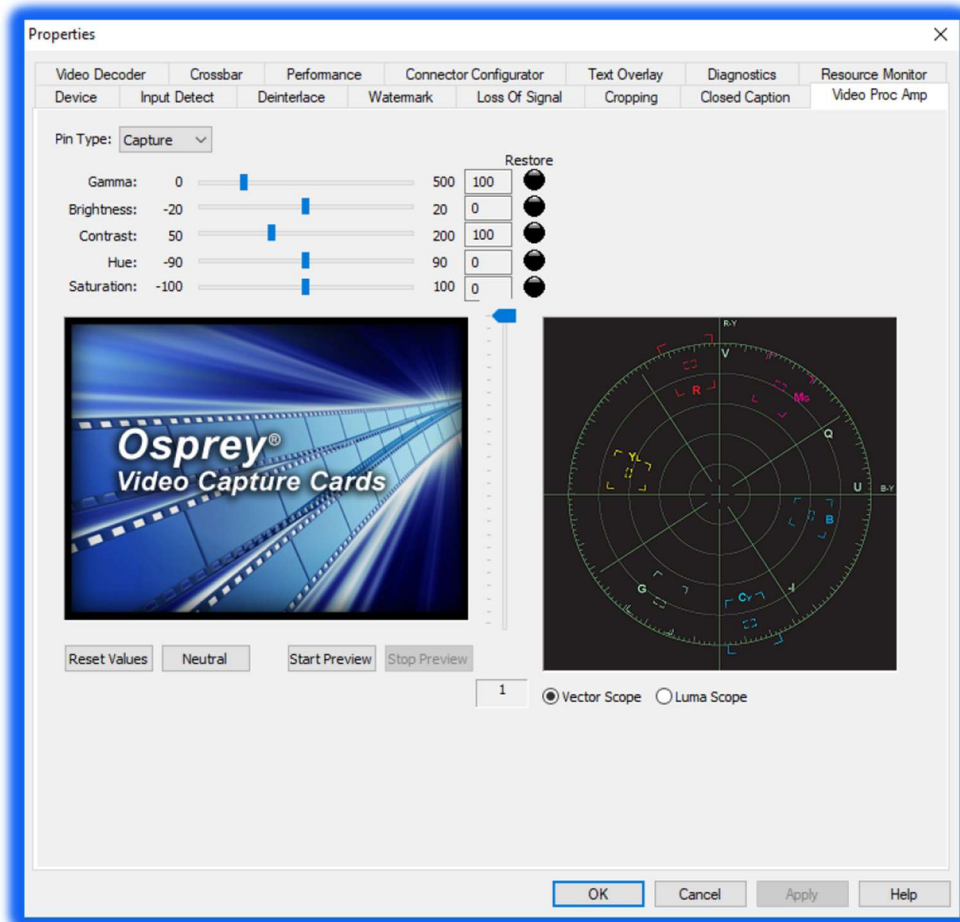 Properties
Video Decoder Crossbar Performance Connector Configurator Text Overlay Diagnostics Resource Monitor
Device Input Detect Deinterlace Watermark Loss Of Signal Cropping Closed Caption Video Proc Amp
Pin Type: Capture
Restore
Gamma: 0 500 100
Brightness: -20 20 0
Contrast: 50 200 100
Hue: -90 90 0
Saturation: -100 100 0
Osprey®
Video Capture Cards
R-Y
V
R
MG
Q
YL
U B-Y
B
G
CY
I
Reset Values Neutral Start Preview Stop Preview
1
Vector Scope Luma Scope
OK Cancel Apply Help